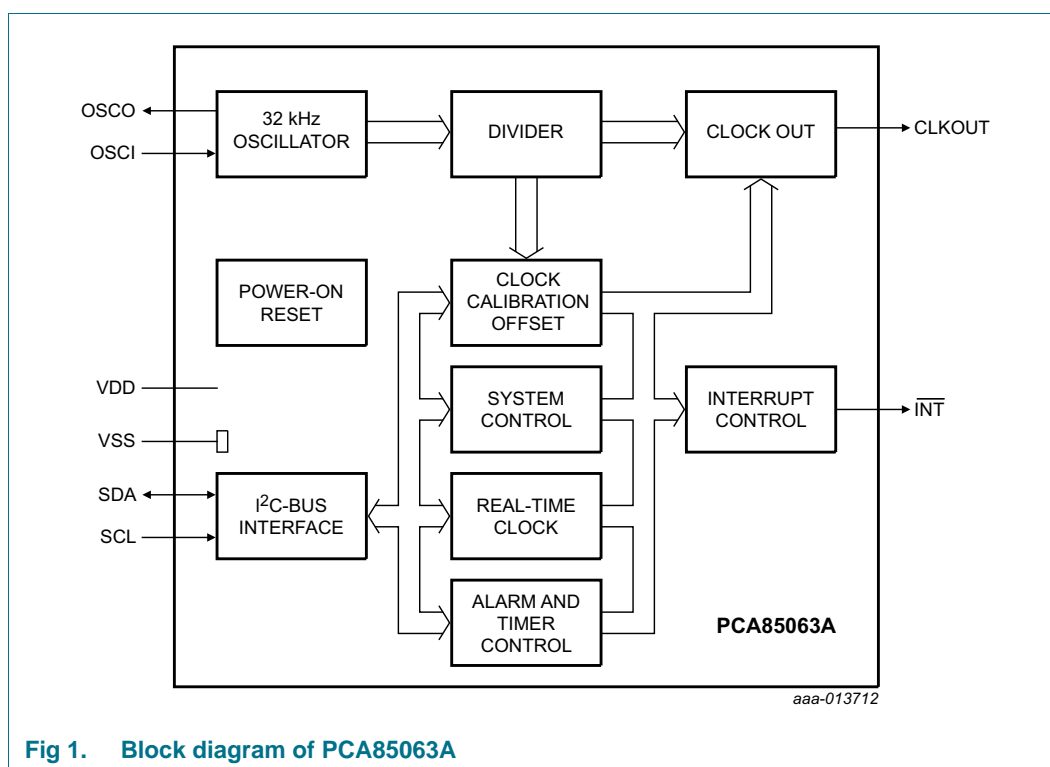 OSCO
OSCI
32 kHz
OSCILLATOR
DIVIDER
CLOCK OUT
CLKOUT
POWER-ON
RESET
CLOCK
CALIBRATION
OFFSET
VDD
VSS
SYSTEM
CONTROL
INTERRUPT
CONTROL
INT
SDA
SCL
I2C-BUS
INTERFACE
REAL-TIME
CLOCK
ALARM AND
TIMER
CONTROL
PCA85063A
aaa-013712
Fig 1. Block diagram of PCA85063A